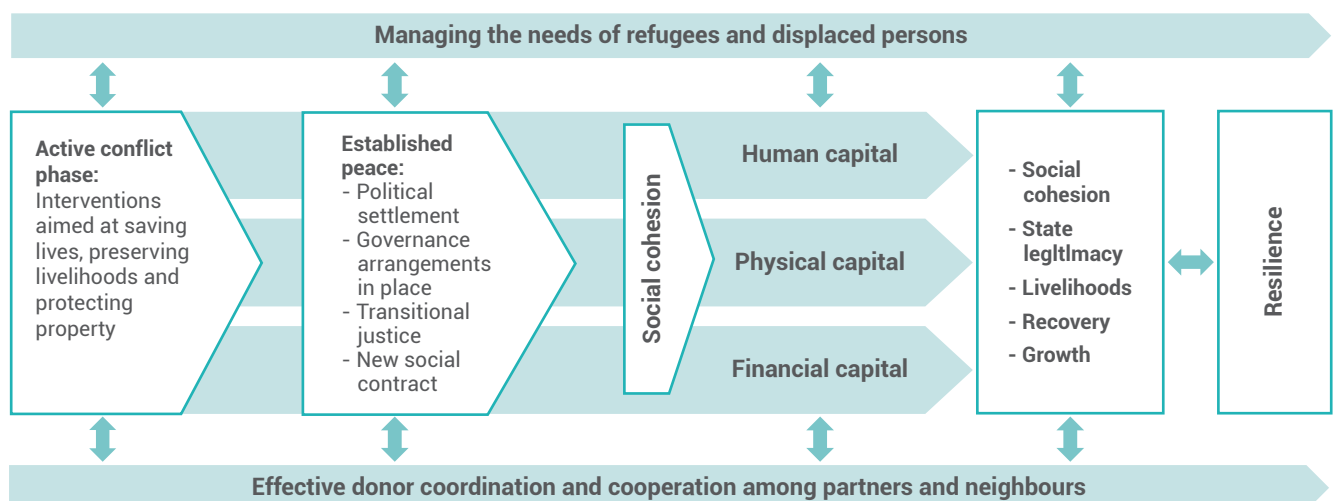 Managing the needs of refugees and displaced persons
Active conflict
phase:
Interventions
aimed at saving
lives, preserving
livelihoods and
protecting
property
Established
peace:
- Political
settlement
- Governance
arrangements
in place
- Transitional
justice
- New social
contract
Social cohesion
Human capital
Physical capital
Financial capital
- Social
cohesion
- State
legltlmacy
- Livelihoods
- Recovery
- Growth
Resilience
Effective donor coordination and cooperation among partners and neighbours